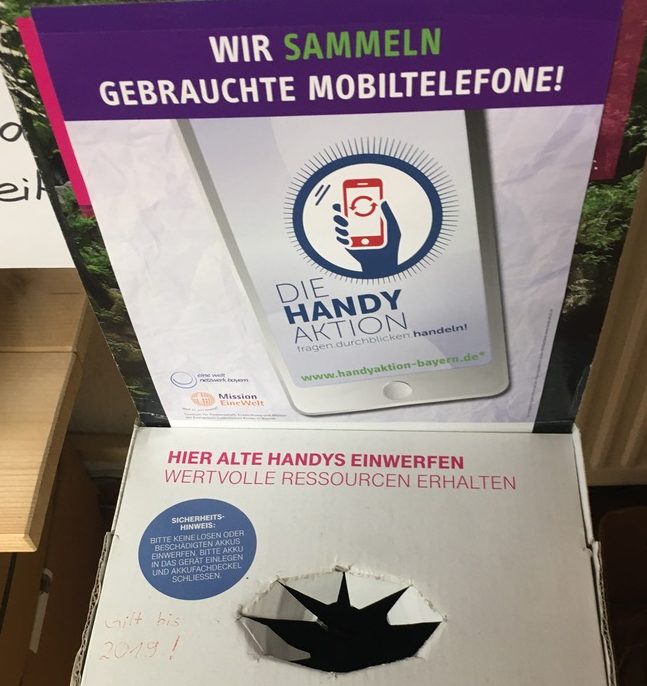 WIR SAMMELN
GEBRAUCHTE MOBILTELEFONE!
DIE
HANDY
AKTION
fragen.durchblicken.handeln!
www.handyaktion-bayern.de*
eine welt
netzwerk bayern
Mission
EineWelt
HIER ALTE HANDYS EINWERFEN
WERTVOLLE RESSOURCEN ERHALTEN
SICHERHEITS-
HINWEIS:
BITTE KEINE LOSEN ODER
BESCHÄDIGTEN AKKUS
EINWERFEN. BITTE AKKU
IN DAS GERÄT EINLEGEN
UND AKKUFACHDECKEL
SCHLIESSEN.
Gilt bis
2019!